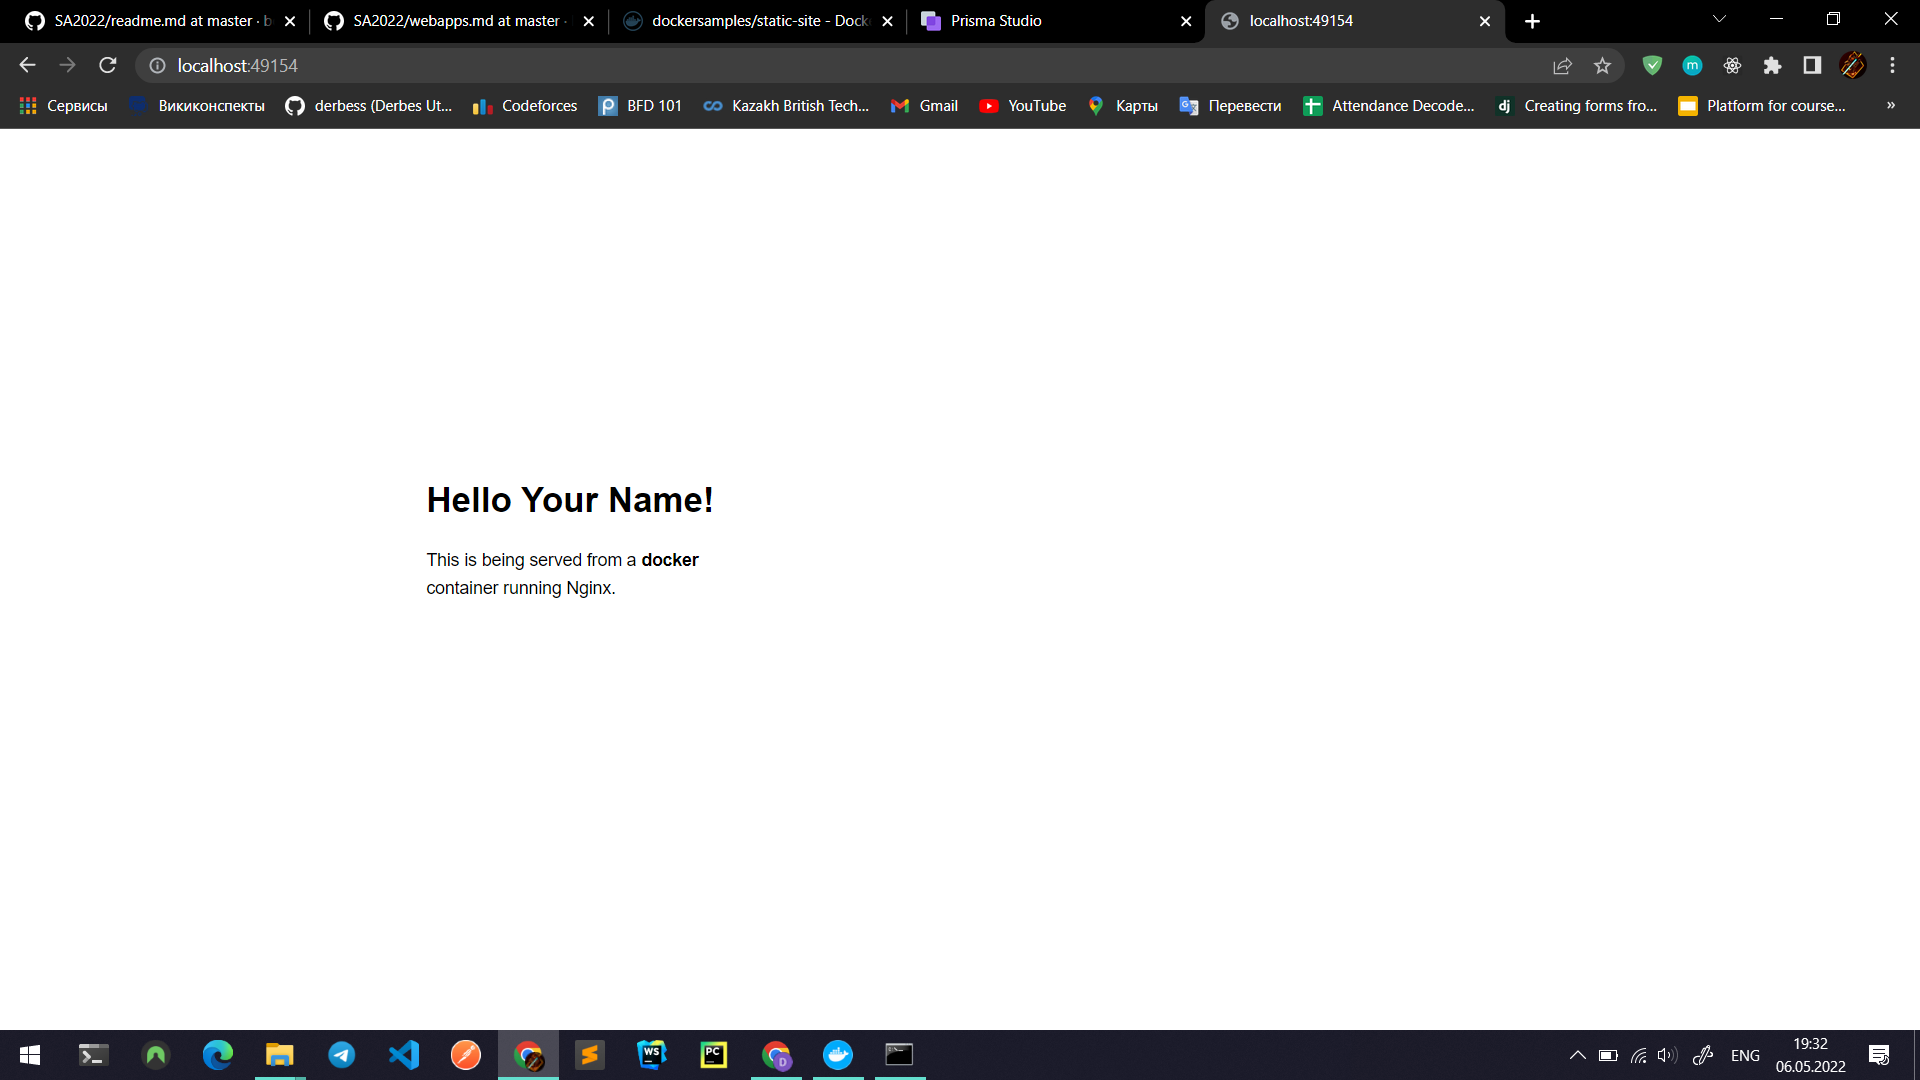 SA2022/readme.md at master · b
SA2022/webapps.md at master ·
dockersamples/static-site - Dock
Prisma Studio
localhost:49154
localhost:49154
m
Сервисы
Викиконспекты
derbess (Derbes Ut...
Codeforces
BFD 101
Kazakh British Tech...
Gmail
YouTube
Карты
Перевести
Attendance Decode...
dj
Creating forms fro...
Platform for course...
»
Hello Your Name!
This is being served from a docker
container running Nginx.
WS
PC
D
ENG
19:32
06.05.2022